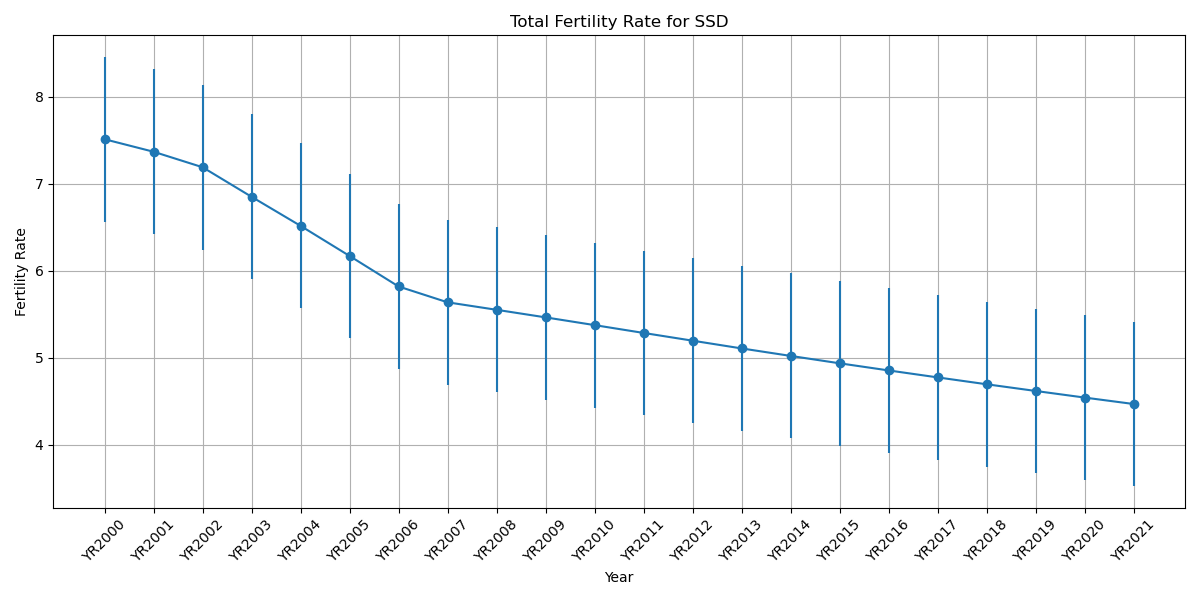 Total Fertility Rate for SSD
Fertility Rate
8
7
6
5
4
YR2000
YR2001
YR2002
YR2003
YR2004
YR2005
YR2006
YR2007
YR2008
YR2009
YR2010
YR2011
YR2012
YR2013
YR2014
YR2015
YR2016
YR2017
YR2018
YR2019
YR2020
YR2021
Year